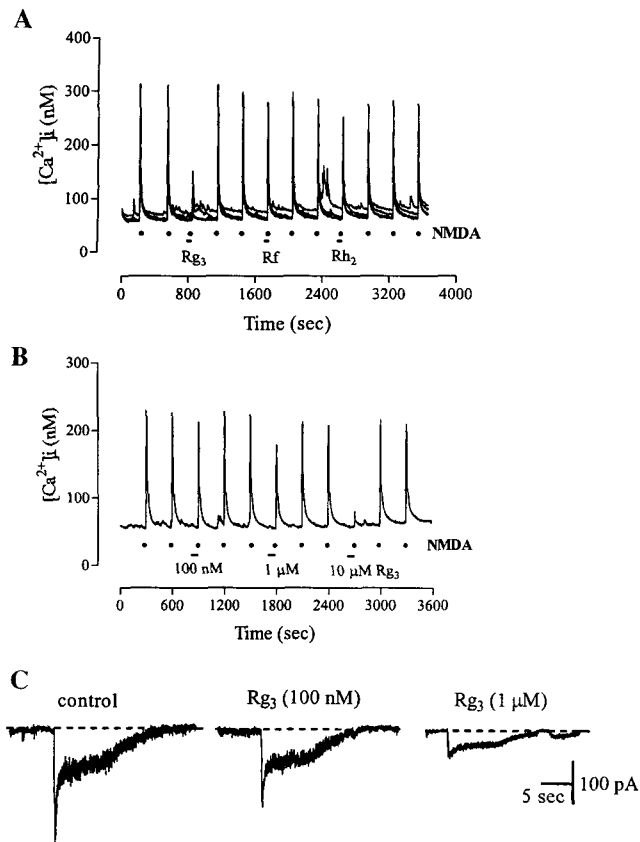 A
400
300
200
100
0
[Ca2+]i (nM)
NMDA
Rg3 Rf Rh2
0 800 1600 2400 3200 4000
Time (sec)
B
300
200
100
0
[Ca2+]i (nM)
NMDA
100 nM 1 μM 10 μM Rg3
0 600 1200 1800 2400 3000 3600
Time (sec)
C
control Rg3 (100 nM) Rg3 (1 μM)
100 pA
5 sec